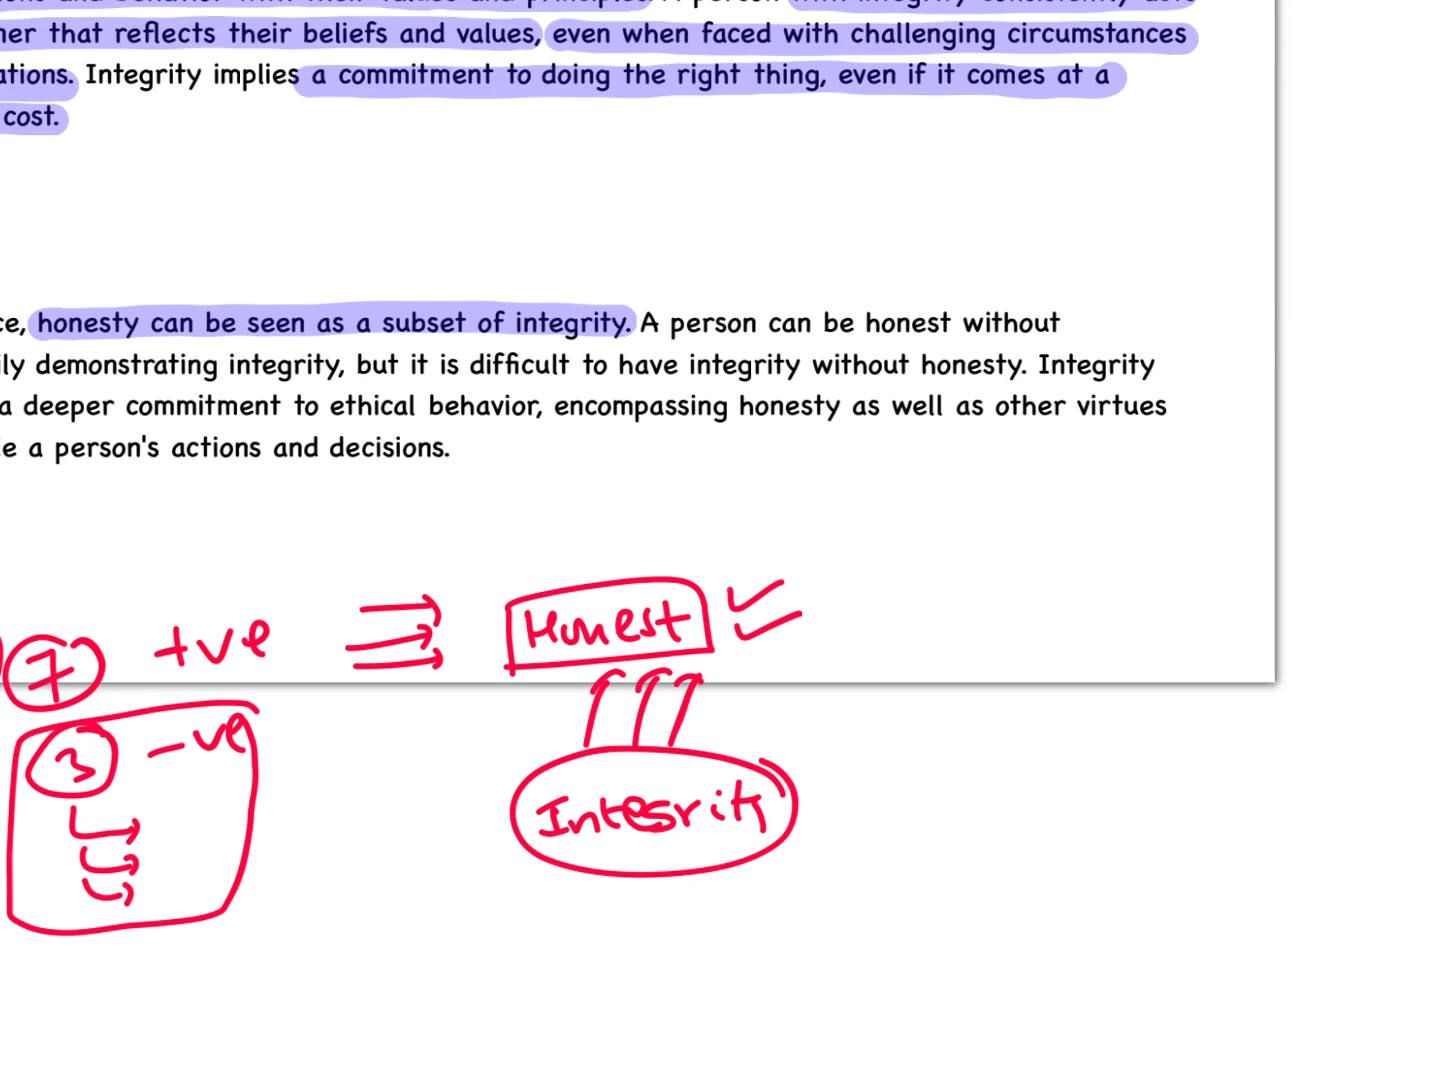 her that reflects their beliefs and values, even when faced with challenging circumstances
ations. Integrity implies a commitment to doing the right thing, even if it comes at a
cost.
ce, honesty can be seen as a subset of integrity. A person can be honest without
ily demonstrating integrity, but it is difficult to have integrity without honesty. Integrity
a deeper commitment to ethical behavior, encompassing honesty as well as other virtues
e a person's actions and decisions.
7 +ve Honest
3 -ve
Integrity